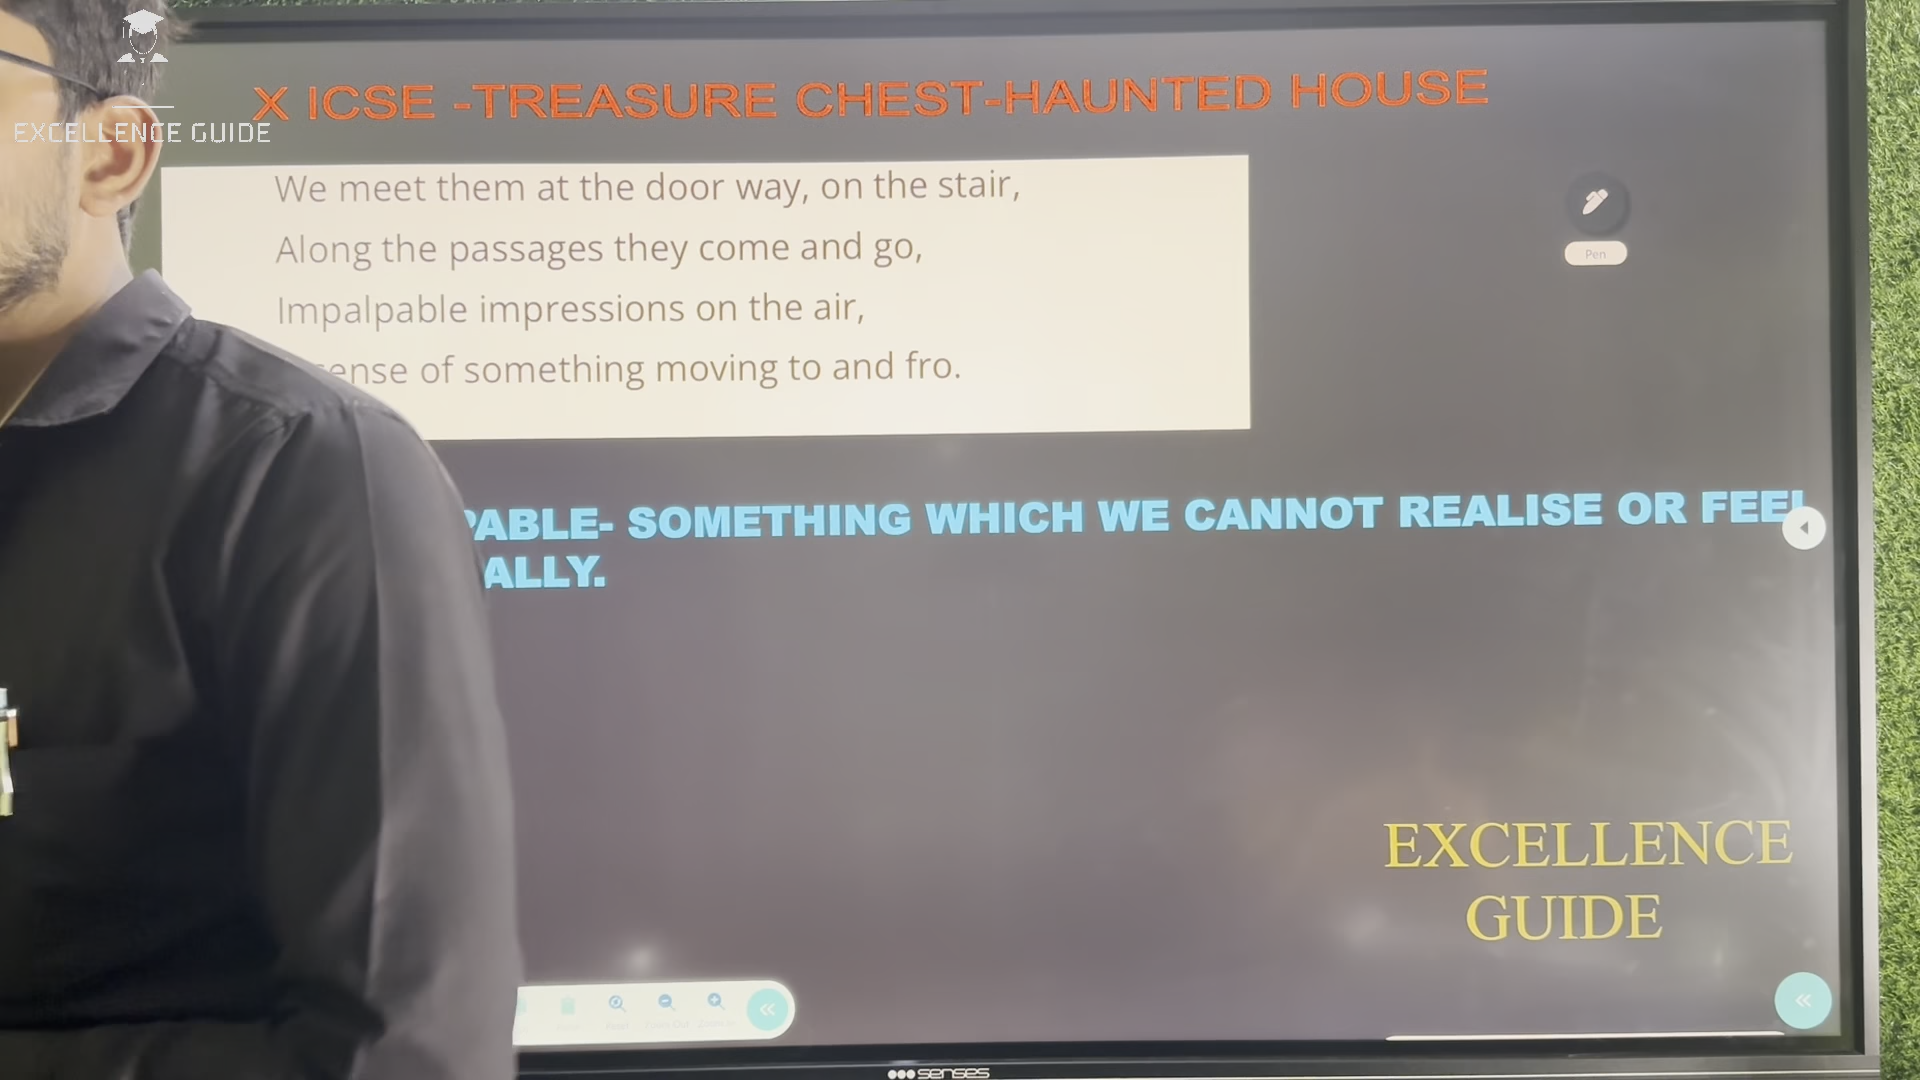 X ICSE -TREASURE CHEST-HAUNTED HOUSE
EXCELLENCE GUIDE
We meet them at the door way, on the stair,
Along the passages they come and go,
Impalpable impressions on the air,
sense of something moving to and fro.
Pen
PABLE- SOMETHING WHICH WE CANNOT REALISE OR FEEL
ALLY.
EXCELLENCE
GUIDE
senses